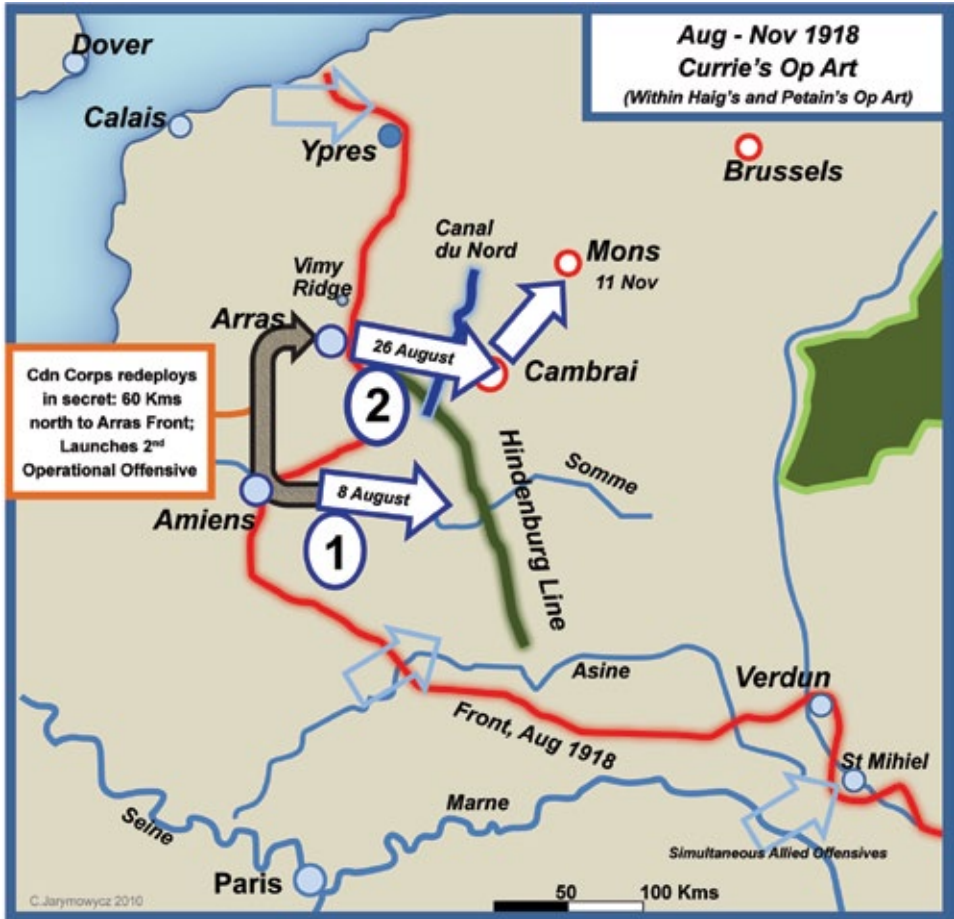 Dover
Aug - Nov 1918
Currie's Op Art
(Within Haig's and Petain's Op Art)
Calais
Ypres
Brussels
Canal
du Nord
Mons
11 Nov
Vimy
Ridge
Arras
26 August
Cambrai
2
Cdn Corps redeploys
in secret: 60 Kms
north to Arras Front;
Launches 2nd
Operational Offensive
Hindenburg Line
Somme
8 August
Amiens
1
Asine
Verdun
Front, Aug 1918
St Mihiel
Marne
Seine
Simultaneous Allied Offensives
Paris
50
100 Kms
C.Jarymowycz 2010